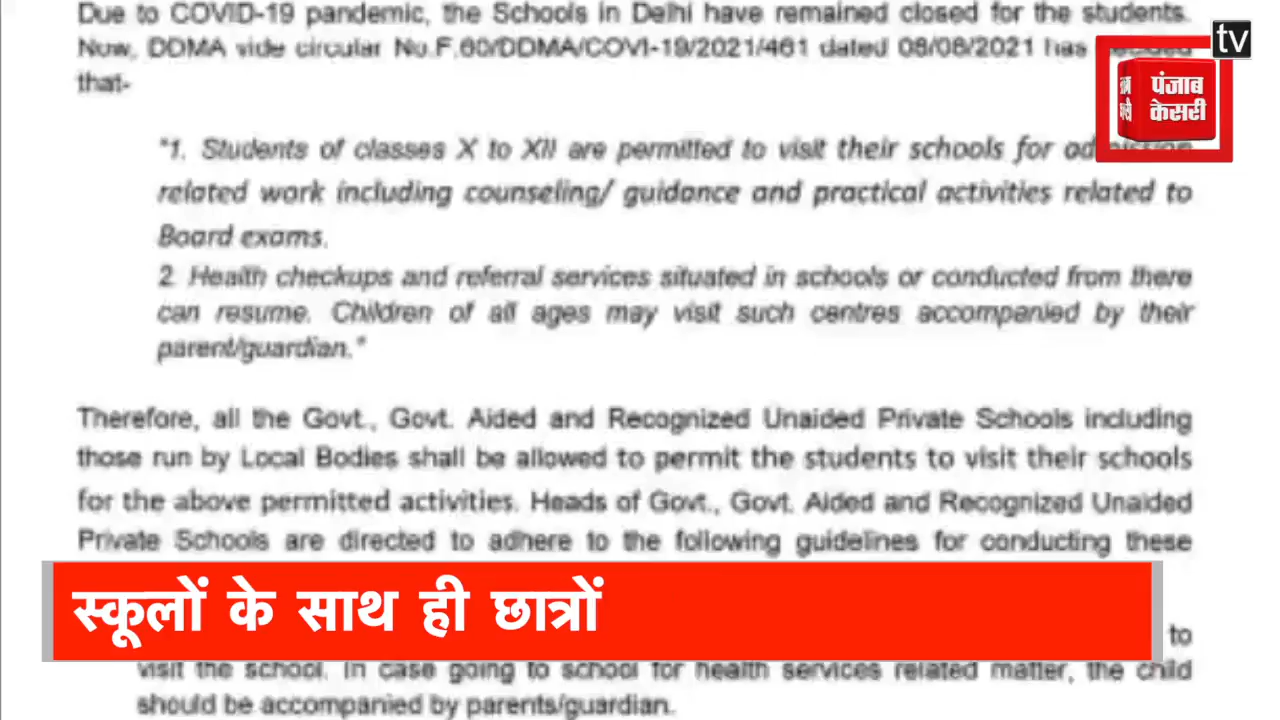 Due to COVID-19 pandemic, the Schools in Delhi have remained closed for the students.
Now, DDMA vide circular No.F.60/DDMA/COVI-19/2021/461 dated 08/08/2021 has
that-
tv
पंजाब
केसरी
"1. Students of classes X to XII are permitted to visit their schools for admission
related work including counseling/ guidance and practical activities related to
Board exams.
2. Health checkups and referral services situated in schools or conducted from there
can resume. Children of all ages may visit such centres accompanied by their
parent/guardian."
Therefore, all the Govt., Govt. Aided and Recognized Unaided Private Schools including
those run by Local Bodies shall be allowed to permit the students to visit their schools
for the above permitted activities. Heads of Govt., Govt. Aided and Recognized Unaided
Private Schools are directed to adhere to the following guidelines for conducting these
स्कूलों के साथ ही छात्रों
to
visit the school. In case going to school for health services related matter, the child
should be accompanied by parents/guardian.